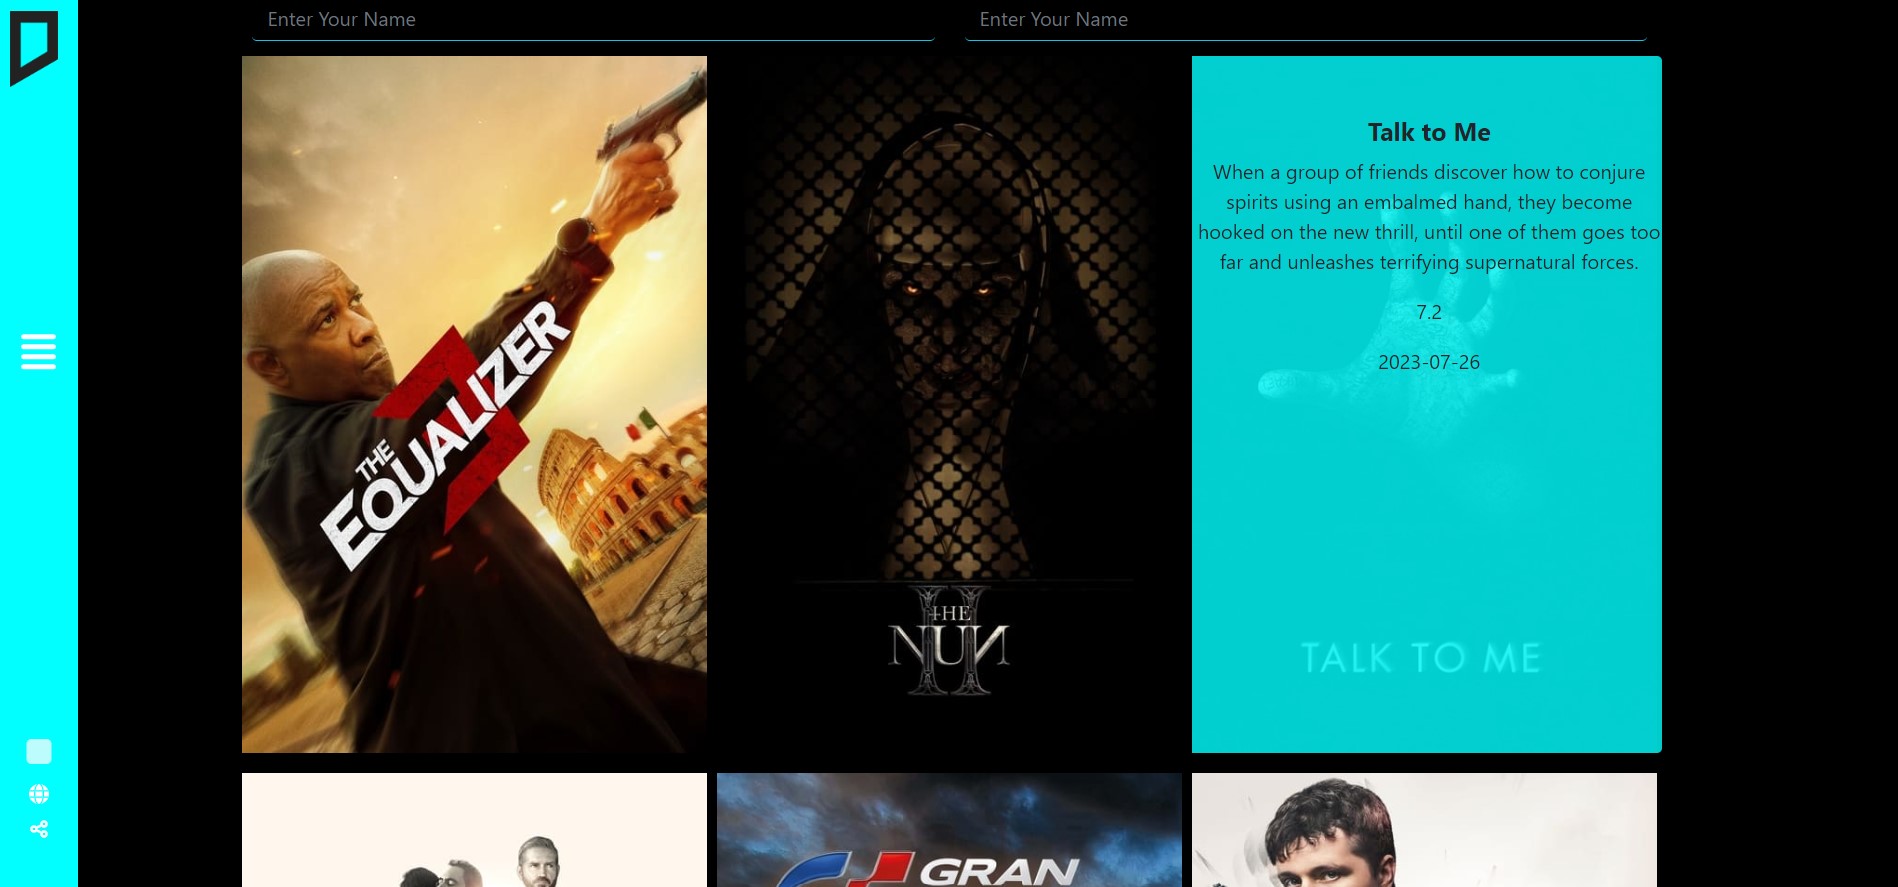 Enter Your Name
Enter Your Name
THE
EQUALIZER
3
THE
NUN
II
Talk to Me
When a group of friends discover how to conjure
spirits using an embalmed hand, they become
hooked on the new thrill, until one of them goes too
far and unleashes terrifying supernatural forces.
7.2
2023-07-26
TALK TO ME
GRAN